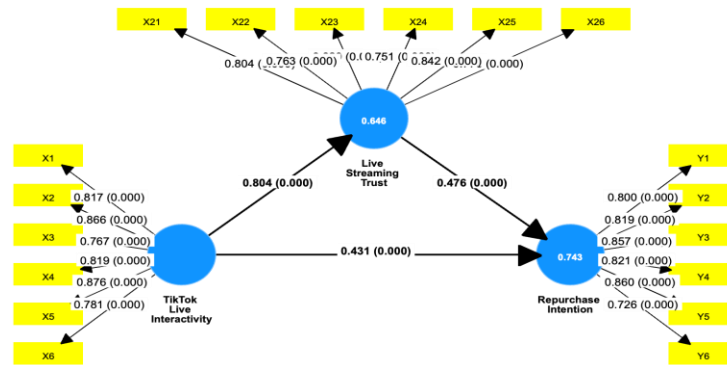 X21 X22 X23 X24 X25 X26
0.804 0.763 (0.000) 0.751 (0.000) 0.842 (0.000) (0.000)
0.646
Live
Streaming
Trust
X1
X2
X3
X4
X5
X6
0.817 (0.000)
0.866 (0.000)
0.767 (0.000)
0.819 (0.000)
0.876 (0.000)
0.781 (0.000)
TikTok
Live
Interactivity
0.804 (0.000)
0.476 (0.000)
0.431 (0.000)
0.743
Repurchase
Intention
0.800 (0.000)
0.819 (0.000)
0.857 (0.000)
0.821 (0.000)
0.860 (0.000)
0.726 (0.000)
Y1
Y2
Y3
Y4
Y5
Y6